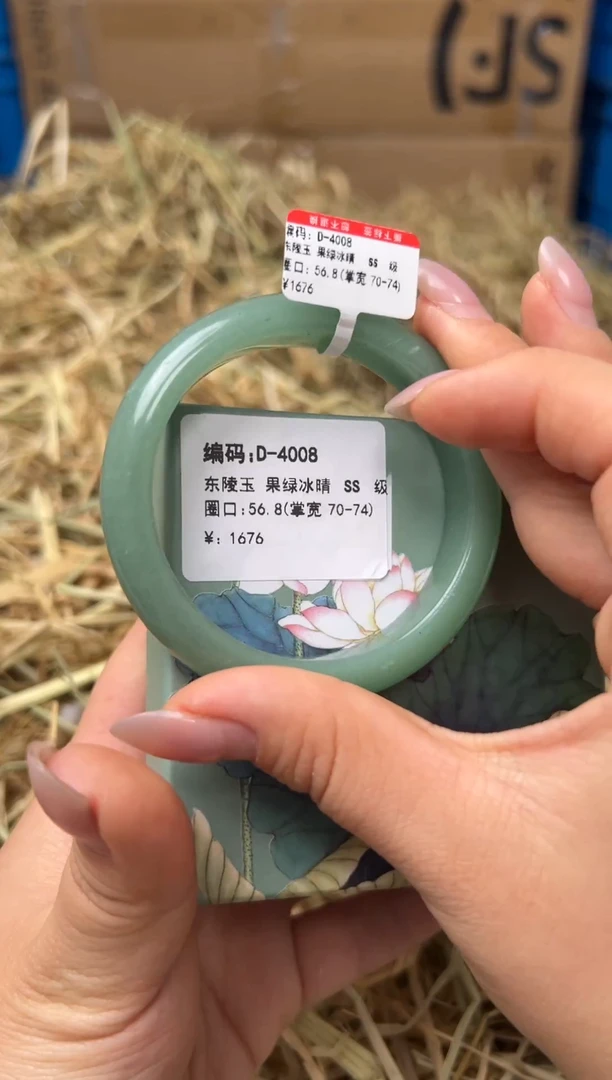 SF
编码: D-4008
东陵玉 果绿冰晴 SS 级
圈口: 56.8(掌宽 70-74)
¥1676
编码:D-4008
东陵玉 果绿冰晴 SS 级
圈口:56.8(掌宽 70-74)
¥: 1676